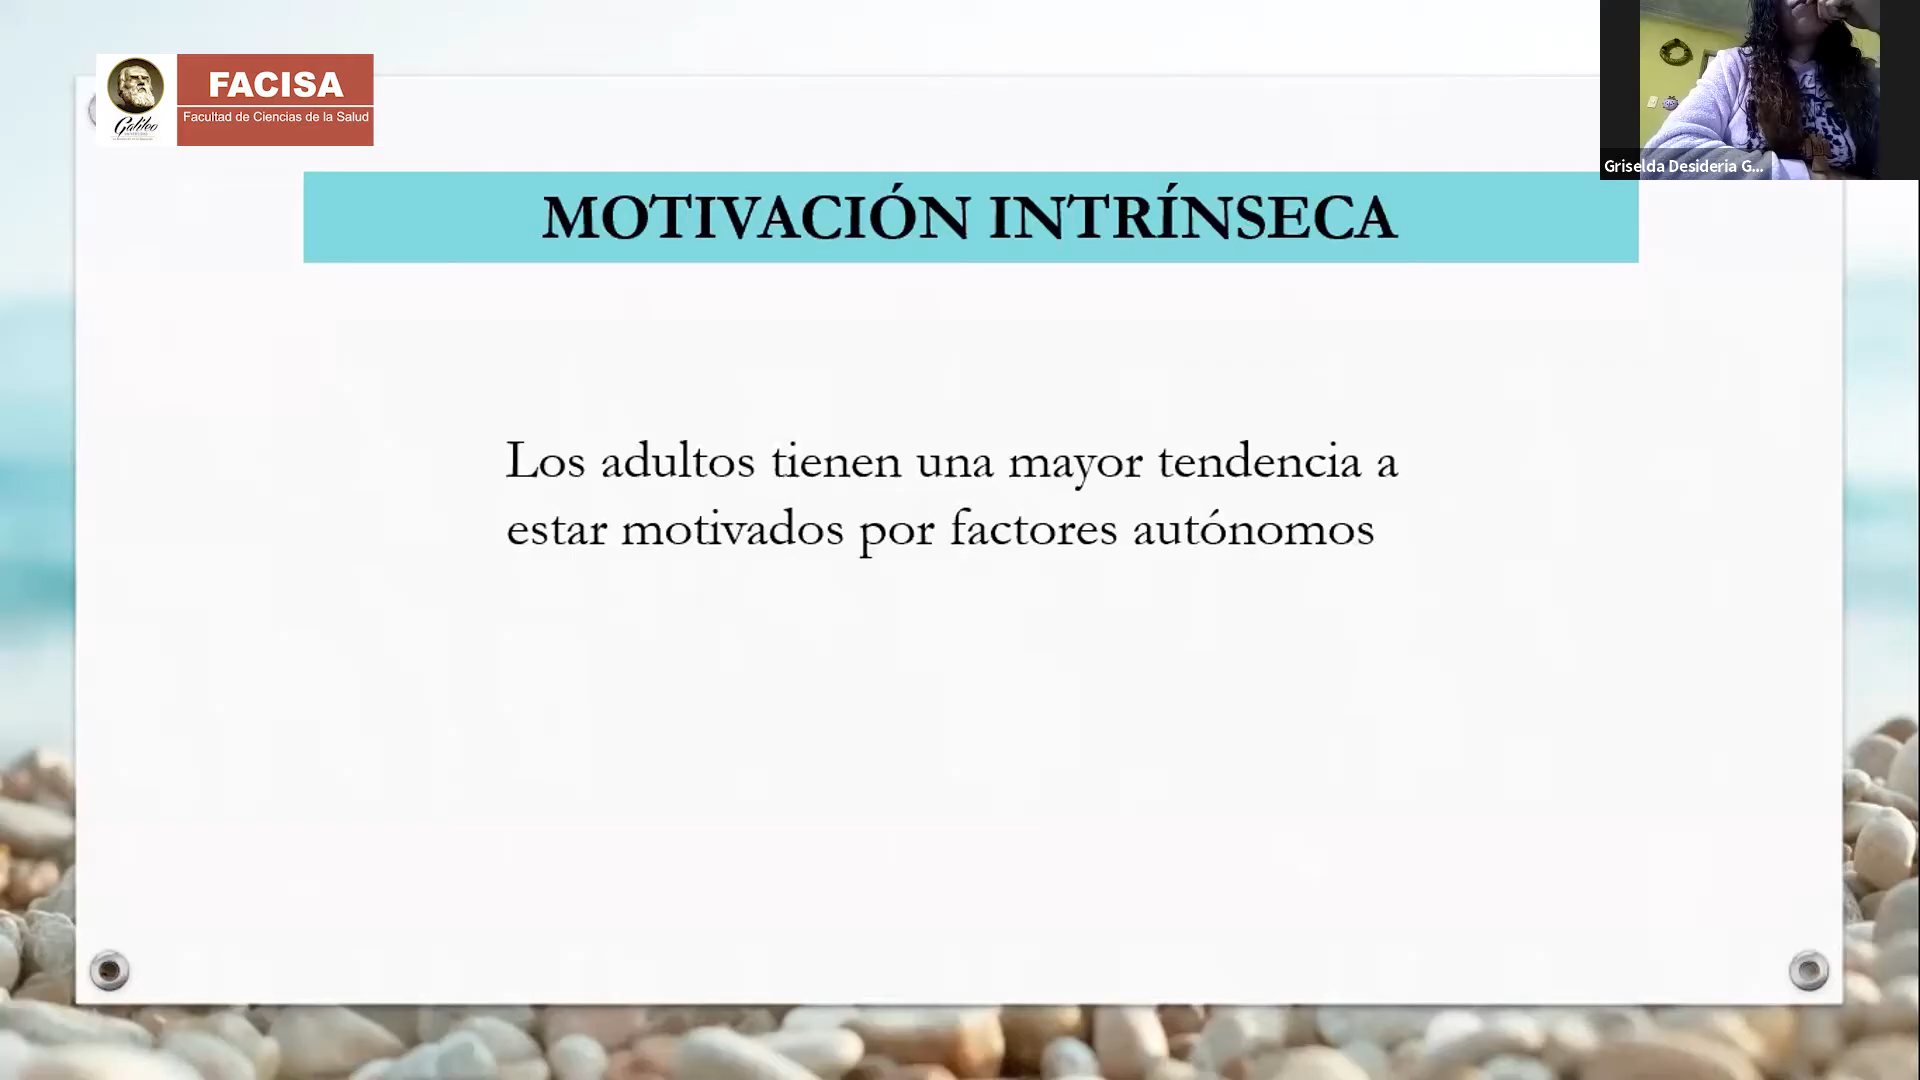 Galileo
FACISA
Facultad de Ciencias de la Salud
Griselda Desideria G...
MOTIVACIÓN INTRÍNSECA
Los adultos tienen una mayor tendencia a
estar motivados por factores autónomos